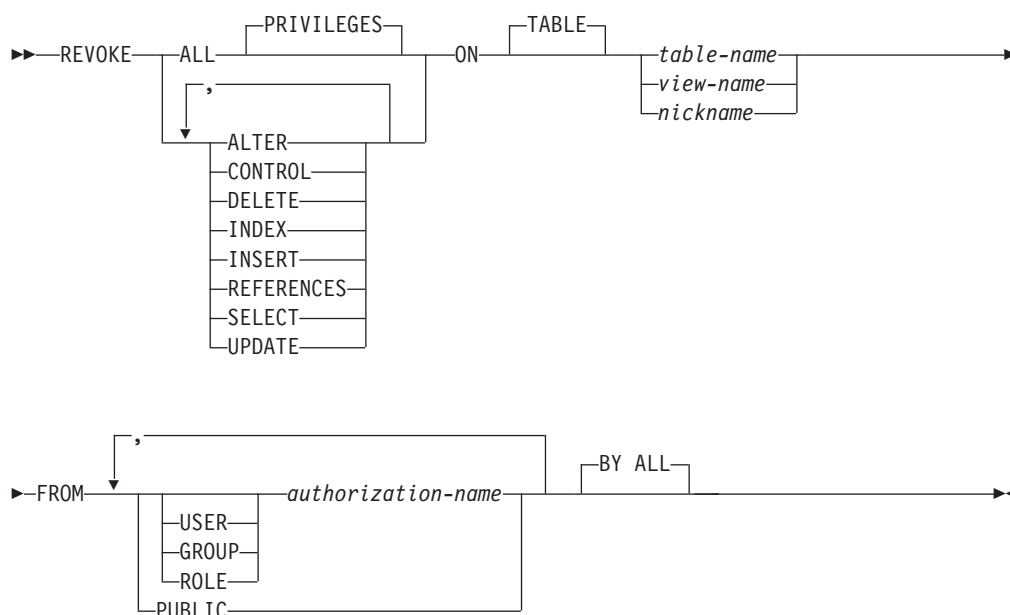 PRIVILEGES
TABLE
REVOKE ALL ON table-name
view-name
,
nickname
ALTER
CONTROL
DELETE
INDEX
INSERT
REFERENCES
SELECT
UPDATE
,
BY ALL
FROM authorization-name
USER
GROUP
ROLE
PUBLIC